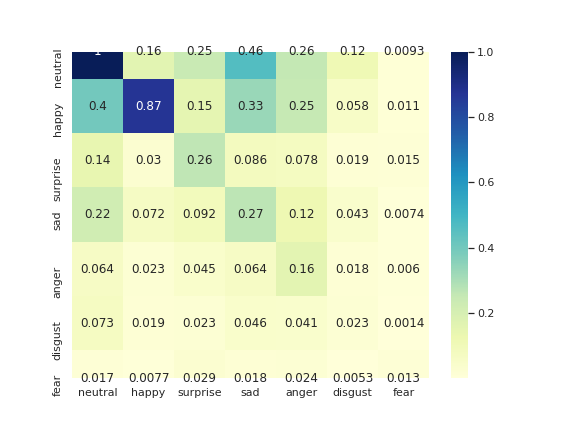 neutral 1 0.16 0.25 0.46 0.26 0.12 0.0093
happy 0.4 0.87 0.15 0.33 0.25 0.058 0.011
surprise 0.14 0.03 0.26 0.086 0.078 0.019 0.015
sad 0.22 0.072 0.092 0.27 0.12 0.043 0.0074
anger 0.064 0.023 0.045 0.064 0.16 0.018 0.006
disgust 0.073 0.019 0.023 0.046 0.041 0.023 0.0014
fear 0.017 0.0077 0.029 0.018 0.024 0.0053 0.013
neutral happy surprise sad anger disgust fear
1.0
0.8
0.6
0.4
0.2